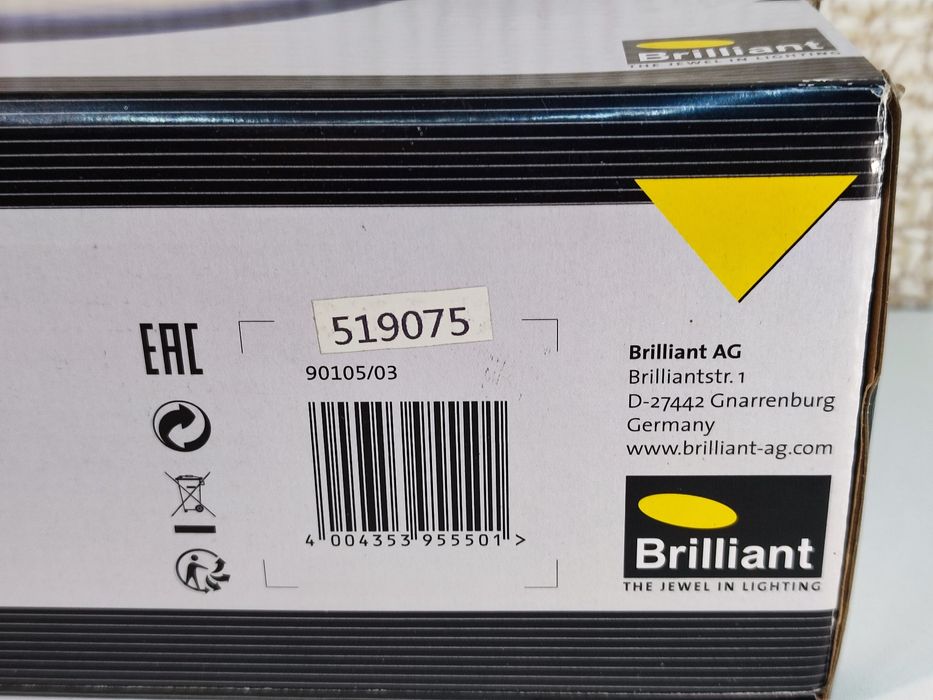 Brilliant
THE JEWEL IN LIGHTING
EAC
519075
90105/03
4 004353 955501 >
Brilliant AG
Brilliantstr. 1
D-27442 Gnarrenburg
Germany
www.brilliant-ag.com
Brilliant
THE JEWEL IN LIGHTING